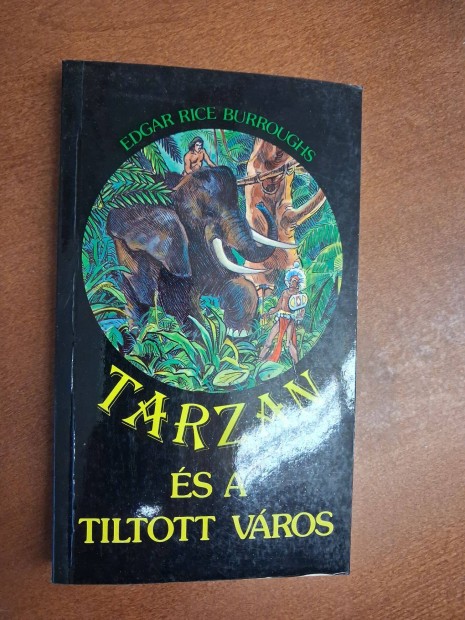 EDGAR RICE BURROUGHS
TARZAN
ÉS A
TILTOTT VÁROS